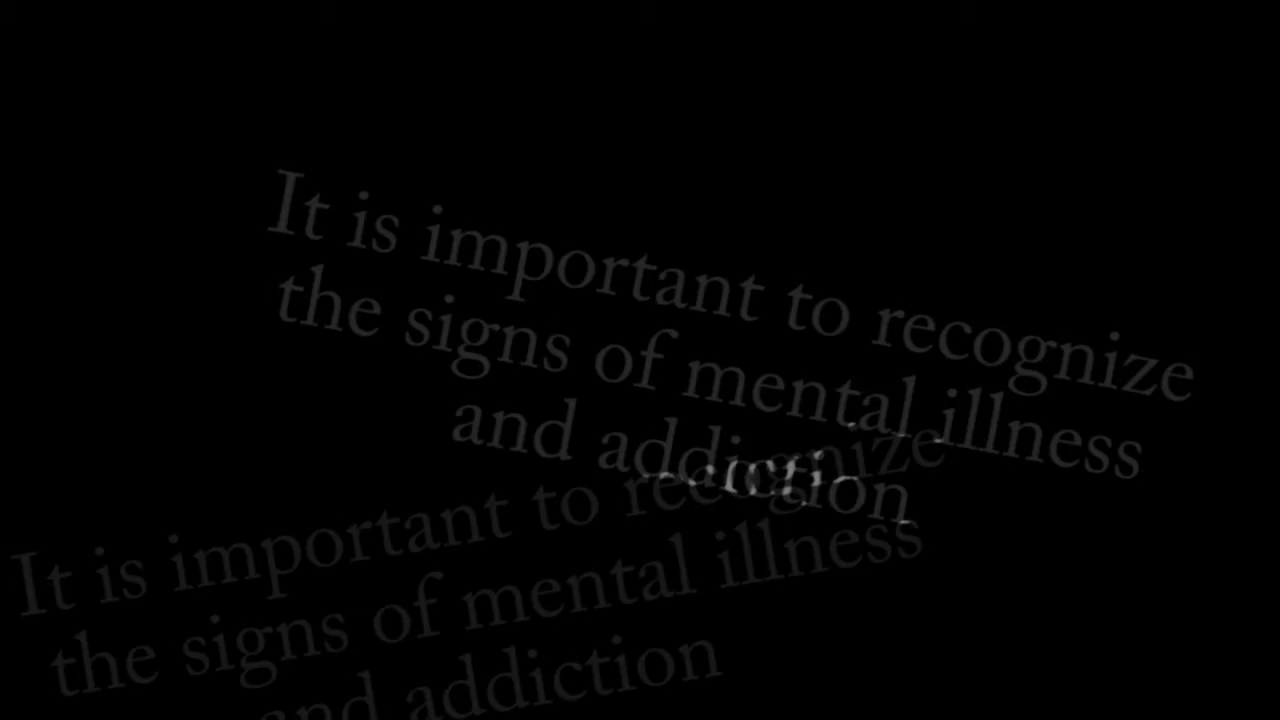 It is important to recognize
the signs of mental illness
and addiction
It is important to recognize
the signs of mental illness
and addiction